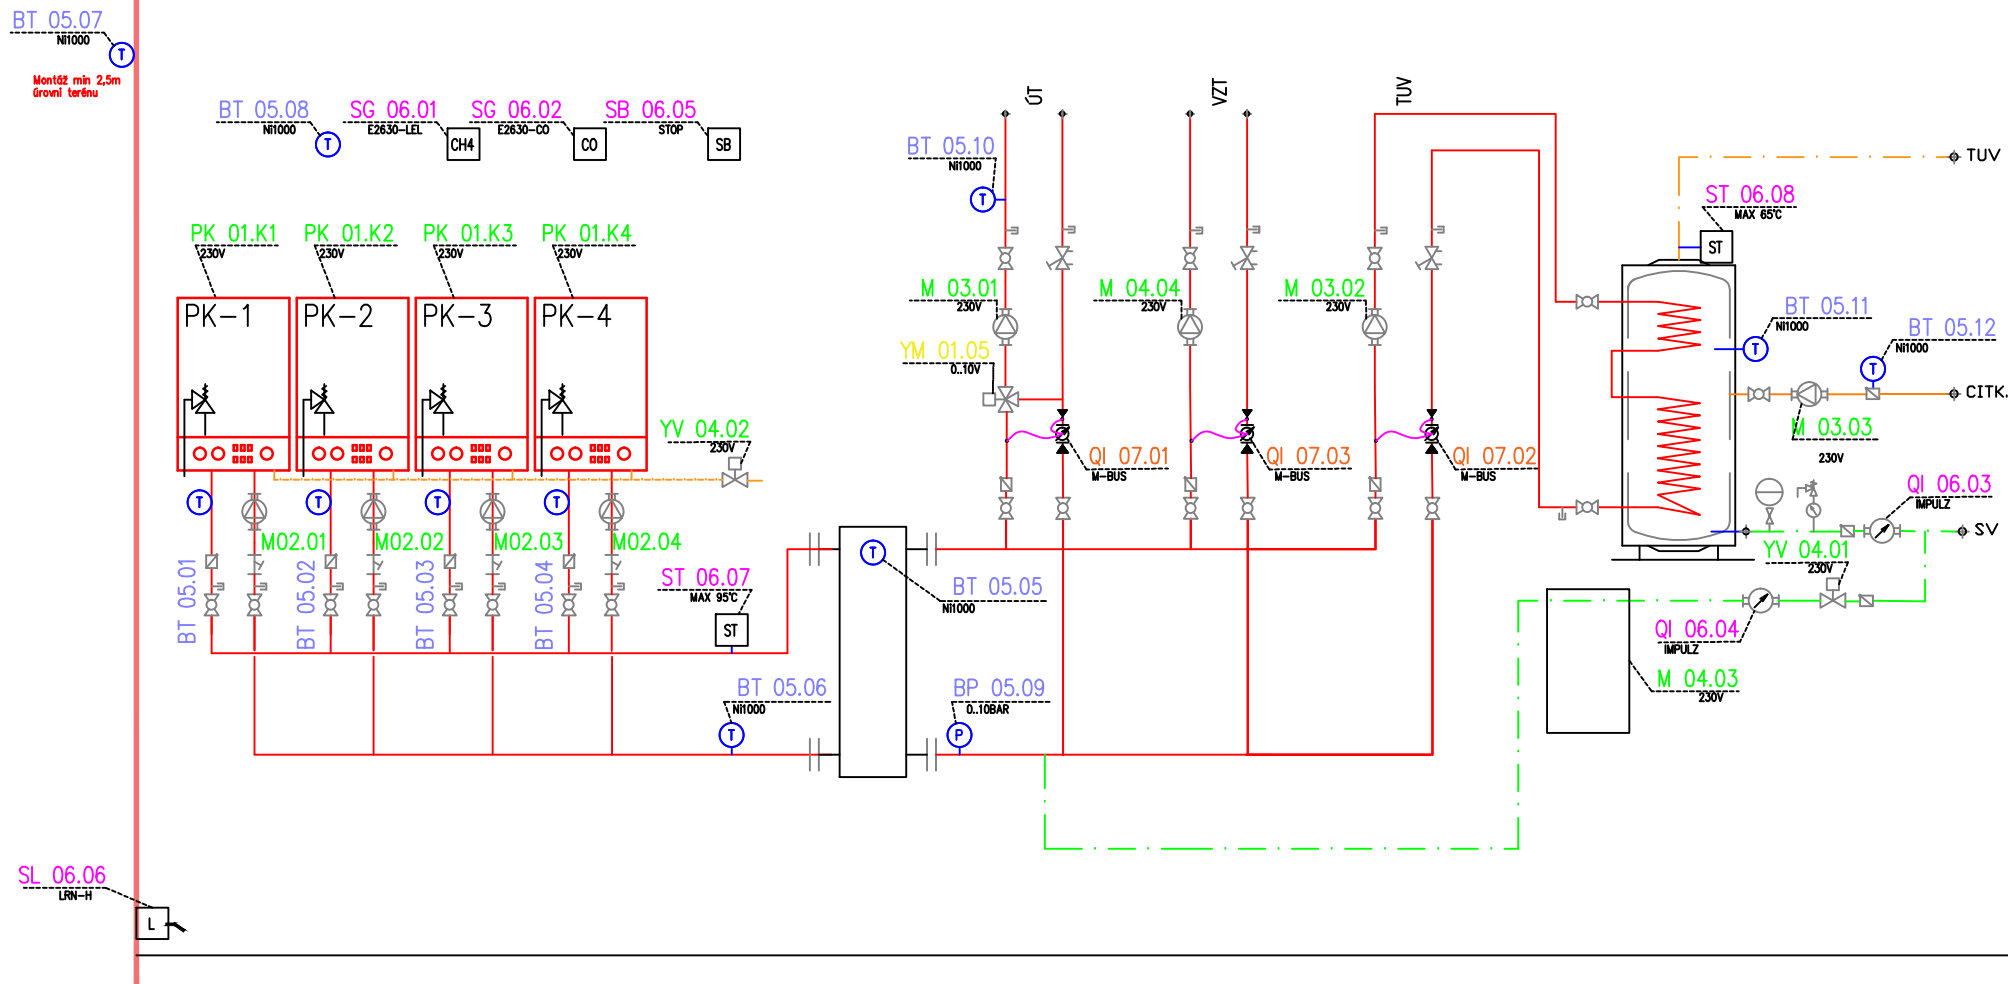 BT 05.07
Ni1000
T
Montáž min 2,5m
úrovni terénu
BT 05.08
Ni1000
T
SG 06.01
E2630-LEL
CH4
SG 06.02
E2630-CO
CO
SB 06.05
STOP
SB
PK 01.K1
230V
PK 01.K2
230V
PK 01.K3
230V
PK 01.K4
230V
PK-1
PK-2
PK-3
PK-4
YV 04.02
230V
T
T
T
T
M02.01
M02.02
M02.03
M02.04
BT 05.01
BT 05.02
BT 05.03
BT 05.04
ST 06.07
MAX 95°C
ST
BT 05.06
Ni1000
T
T
BT 05.05
Ni1000
BP 05.09
0..10BAR
P
ÚT
VZT
TUV
BT 05.10
Ni1000
T
M 03.01
230V
M 04.04
230V
M 03.02
230V
YM 01.05
0..10V
QI 07.01
M-BUS
QI 07.03
M-BUS
QI 07.02
M-BUS
TUV
ST 06.08
MAX 65°C
ST
BT 05.11
Ni1000
T
BT 05.12
Ni1000
T
CITK.
M 03.03
230V
QI 06.03
IMPULZ
SV
YV 04.01
230V
QI 06.04
IMPULZ
M 04.03
230V
SL 06.06
LRN-H
L